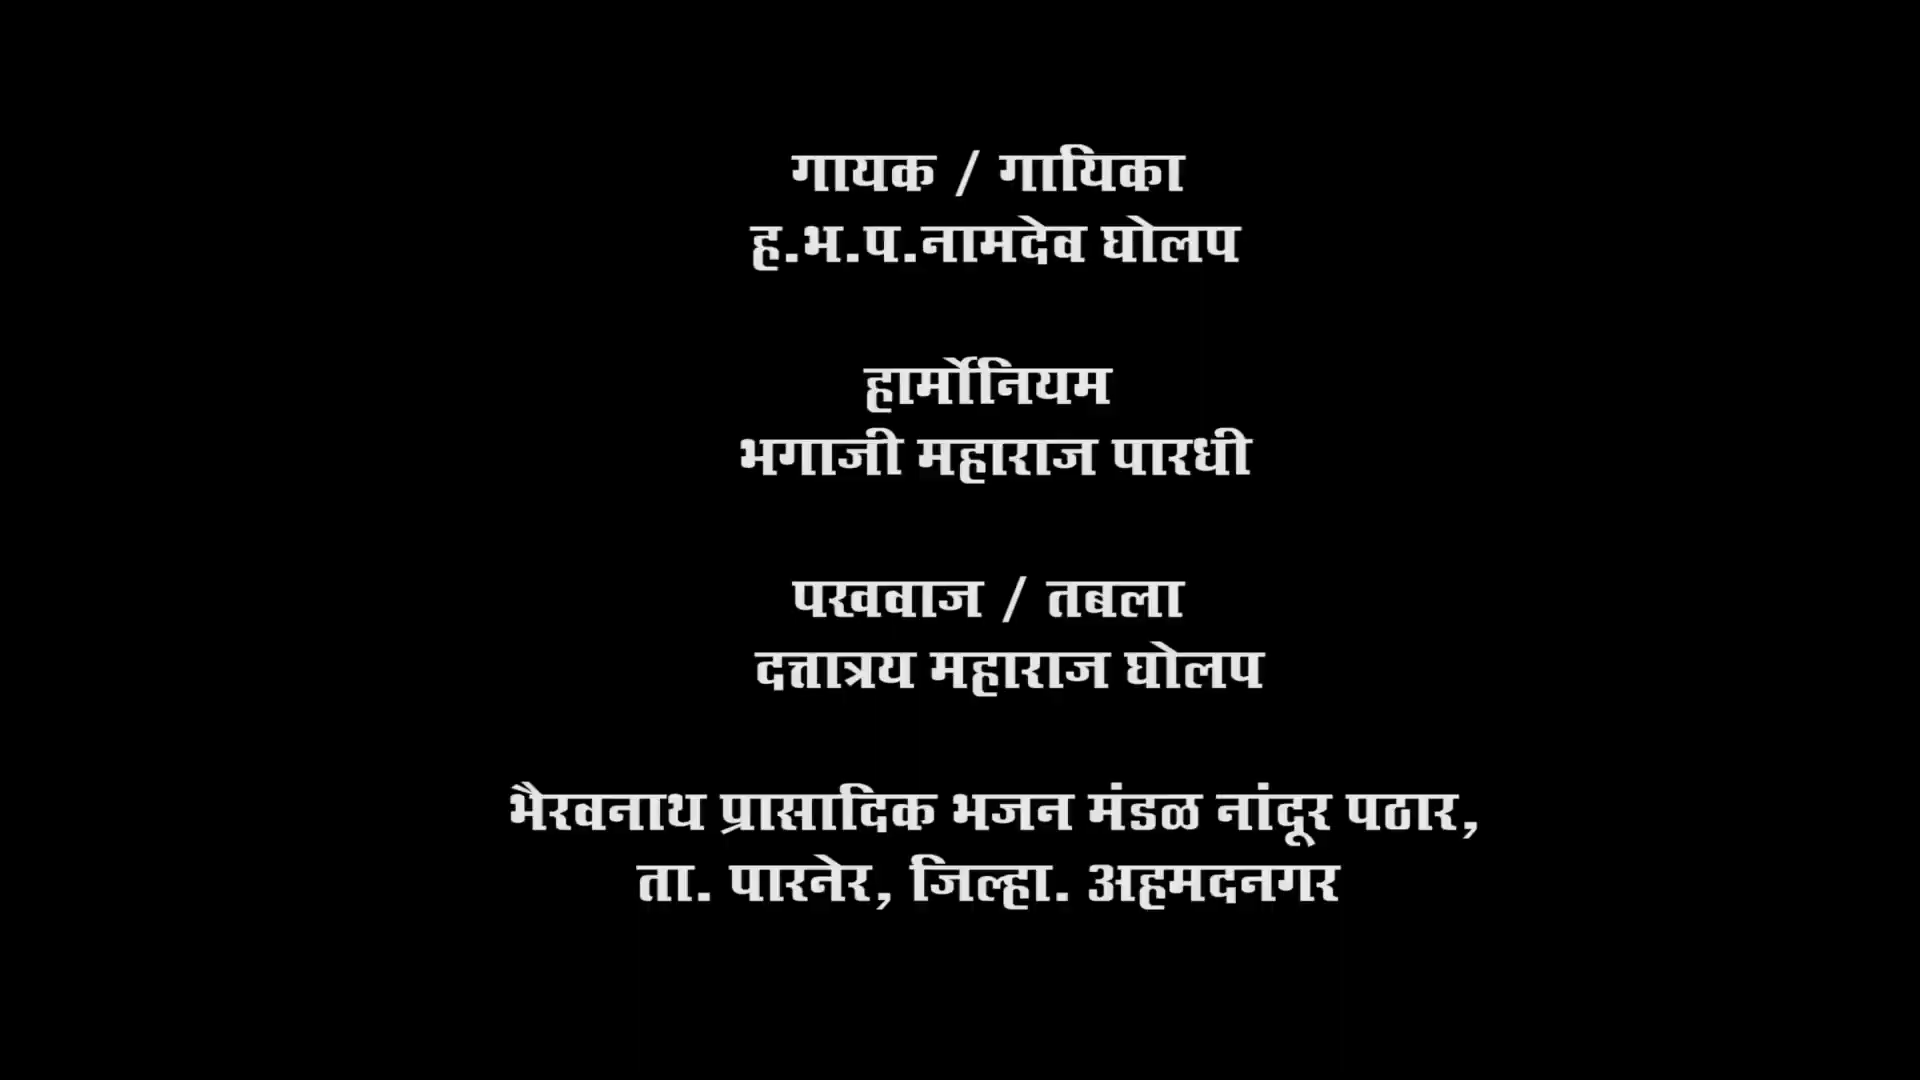 गायक / गायिका
ह.भ.प.नामदेव घोलप
हार्मोनियम
भगाजी महाराज पारधी
पखवाज / तबला
दत्तात्रय महाराज घोलप
भैरवनाथ प्रासादिक भजन मंडळ नांदूर पठार,
ता. पारनेर, जिल्हा. अहमदनगर